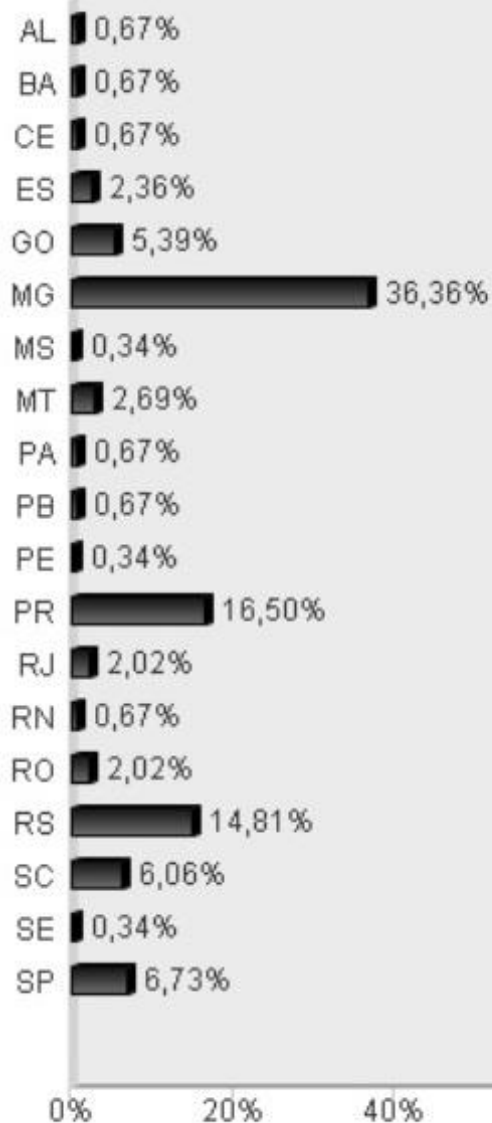 AL 0,67%
BA 0,67%
CE 0,67%
ES 2,36%
GO 5,39%
MG 36,36%
MS 0,34%
MT 2,69%
PA 0,67%
PB 0,67%
PE 0,34%
PR 16,50%
RJ 2,02%
RN 0,67%
RO 2,02%
RS 14,81%
SC 6,06%
SE 0,34%
SP 6,73%
0% 20% 40%